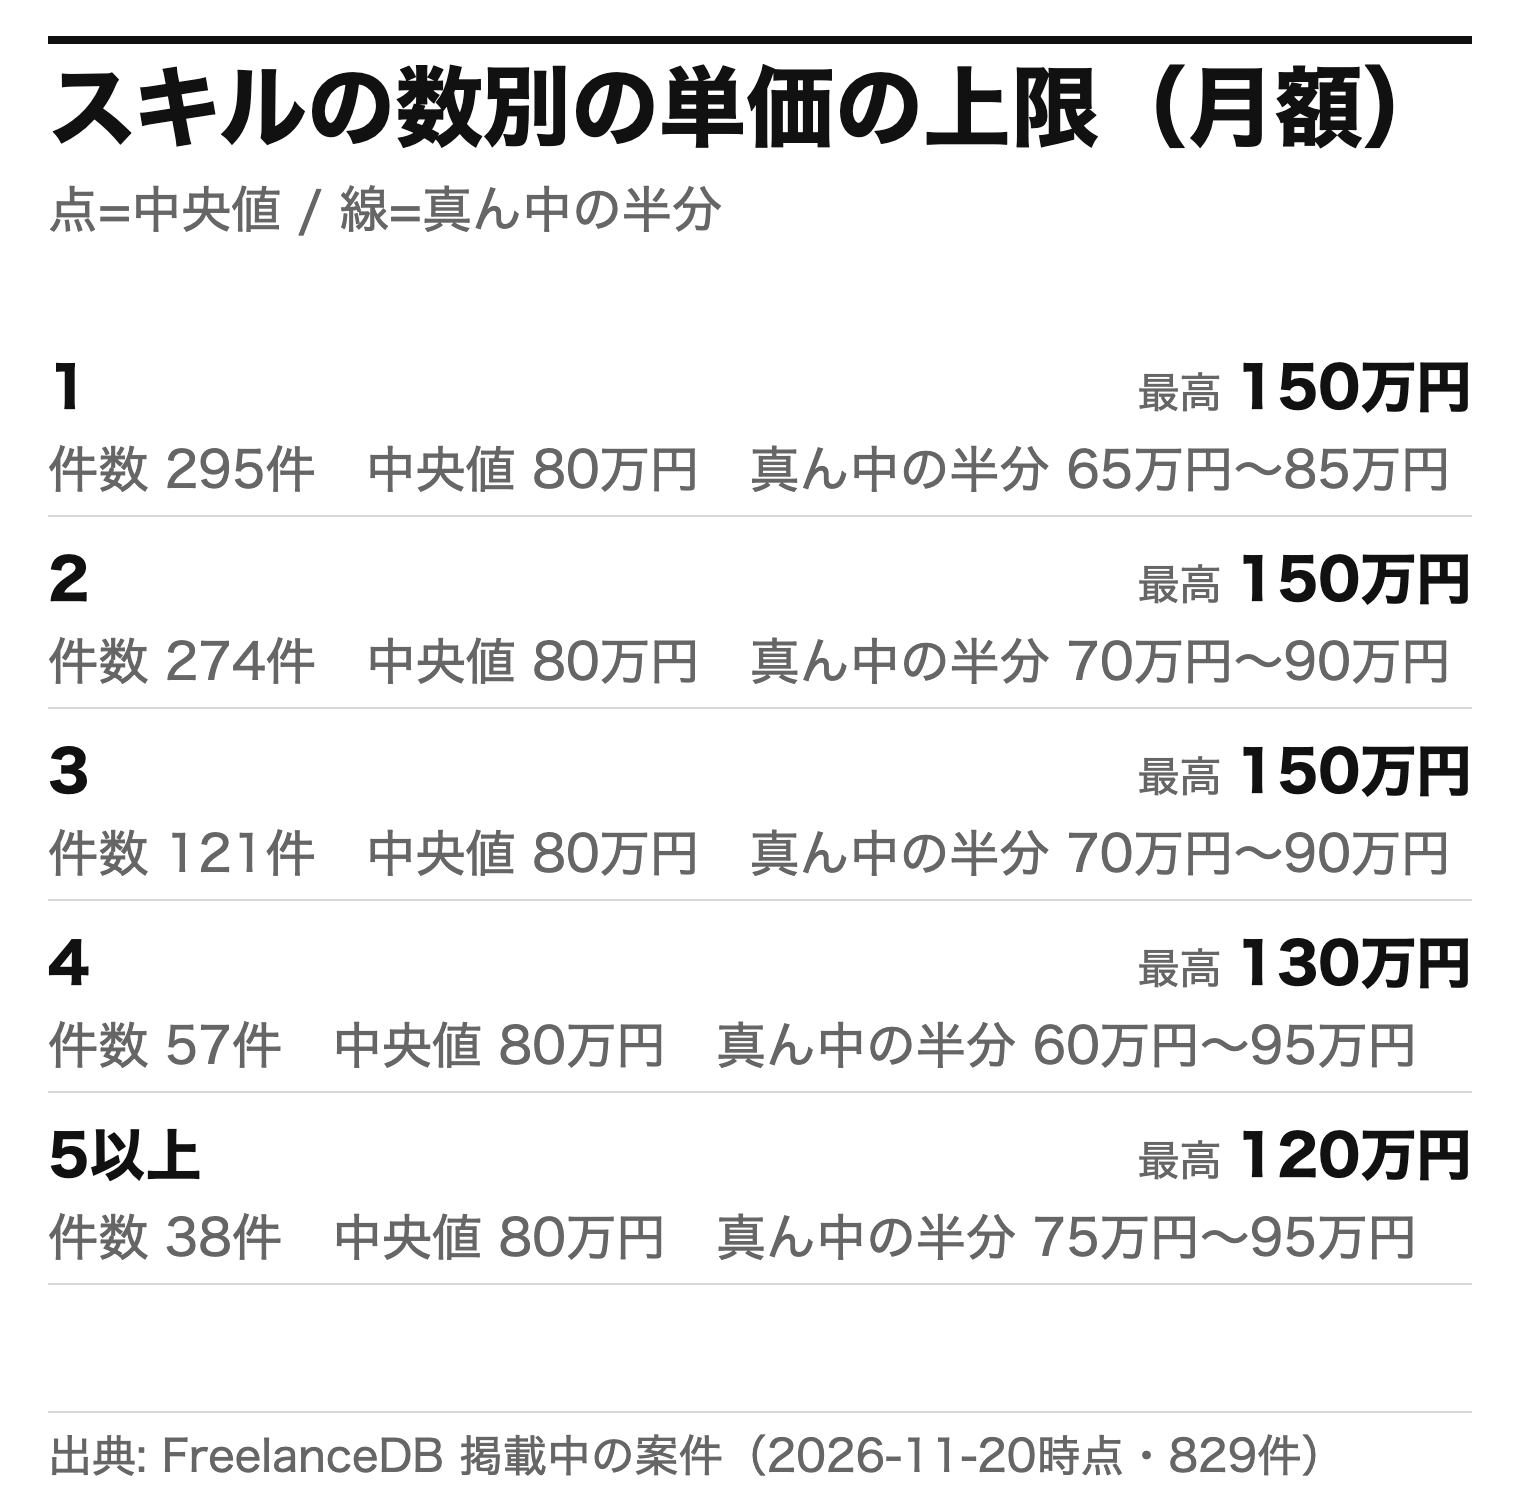 スキルの数別の単価の上限（月額）
点=中央値 / 線=真ん中の半分
1 最高 150万円
件数 295件 中央値 80万円 真ん中の半分 65万円〜85万円
2 最高 150万円
件数 274件 中央値 80万円 真ん中の半分 70万円〜90万円
3 最高 150万円
件数 121件 中央値 80万円 真ん中の半分 70万円〜90万円
4 最高 130万円
件数 57件 中央値 80万円 真ん中の半分 60万円〜95万円
5以上 最高 120万円
件数 38件 中央値 80万円 真ん中の半分 75万円〜95万円
出典: FreelanceDB 掲載中の案件（2026-11-20時点・829件）